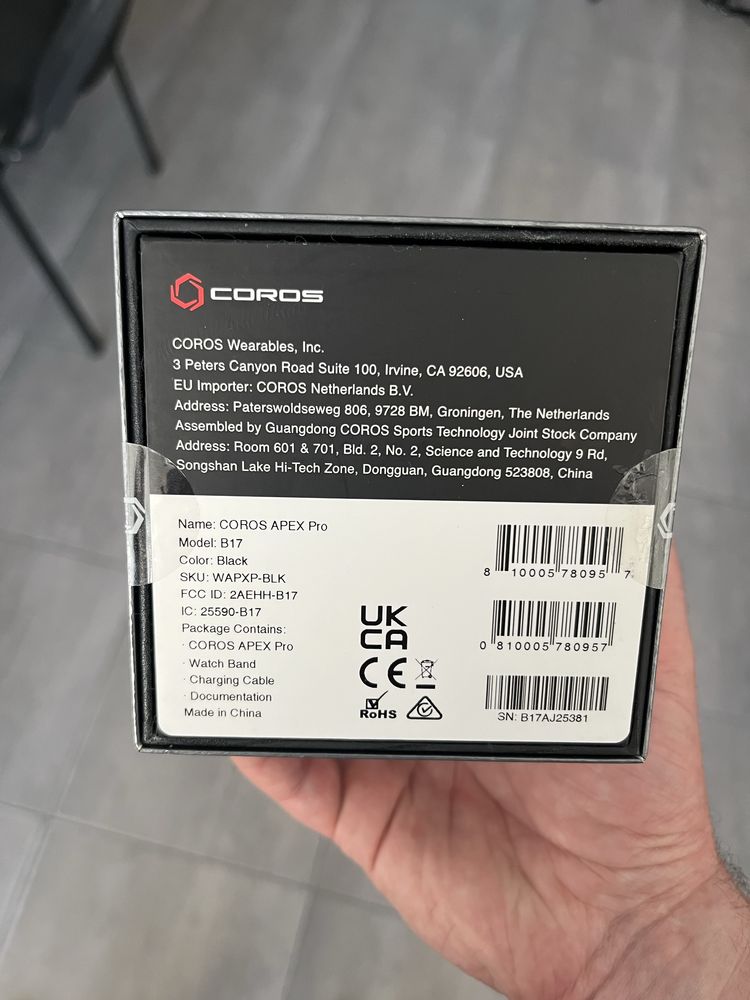 COROS
COROS Wearables, Inc.
3 Peters Canyon Road Suite 100, Irvine, CA 92606, USA
EU Importer: COROS Netherlands B.V.
Address: Paterswoldseweg 806, 9728 BM, Groningen, The Netherlands
Assembled by Guangdong COROS Sports Technology Joint Stock Company
Address: Room 601 & 701, Bld. 2, No. 2, Science and Technology 9 Rd,
Songshan Lake Hi-Tech Zone, Dongguan, Guangdong 523808, China
Name: COROS APEX Pro
Model: B17
Color: Black
SKU: WAPXP-BLK
FCC ID: 2AEHH-B17
IC: 25590-B17
Package Contains:
· COROS APEX Pro
· Watch Band
· Charging Cable
· Documentation
Made in China
UK
CA
CE
RoHS
8 10005 78095 7
0 810005 780957
SN: B17AJ25381